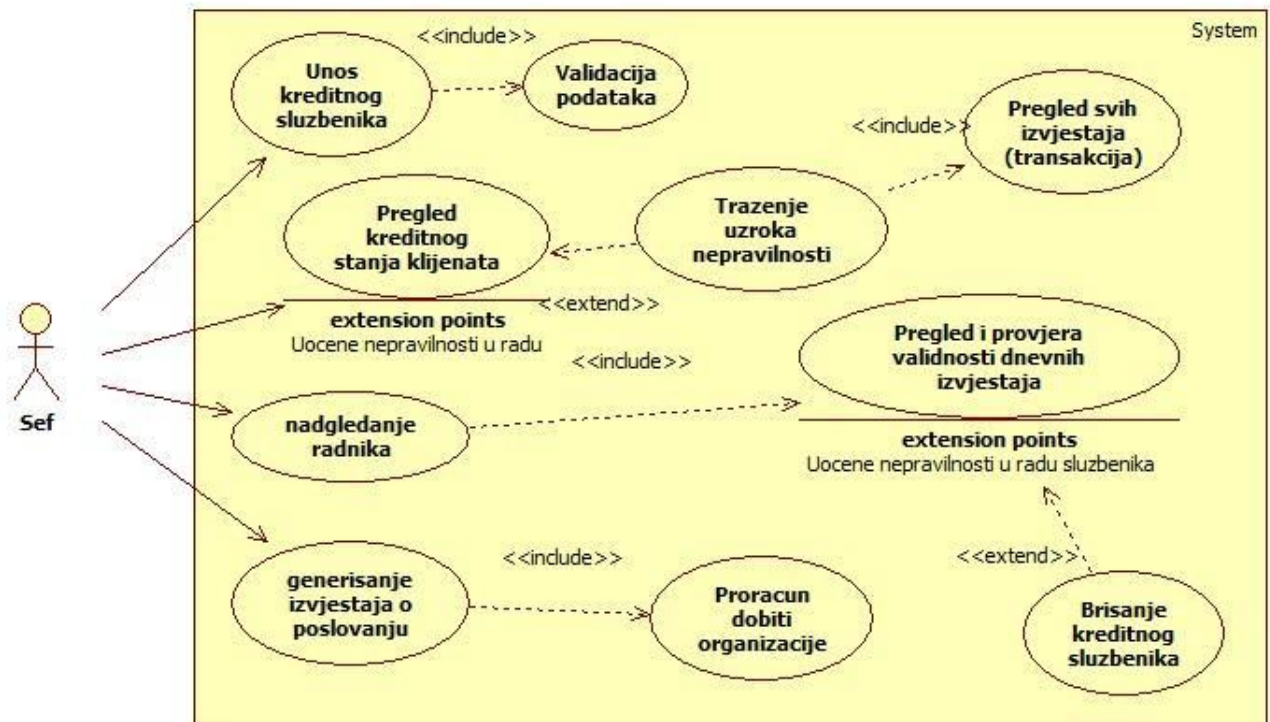 System
<<include>>
Unos
kreditnog
sluzbenika
Validacija
podataka
<<include>>
Pregled svih
izvjestaja
(transakcija)
Pregled
kreditnog
stanja klijenata
Trazenje
uzroka
nepravilnosti
<<extend>>
extension points
Uocene nepravilnosti u radu
<<include>>
Pregled i provjera
validnosti dnevnih
izvjestaja
Sef
nadgledanje
radnika
extension points
Uocene nepravilnosti u radu sluzbenika
<<include>>
<<extend>>
generisanje
izvjestaja o
poslovanju
Proracun
dobiti
organizacije
Brisanje
kreditnog
sluzbenika